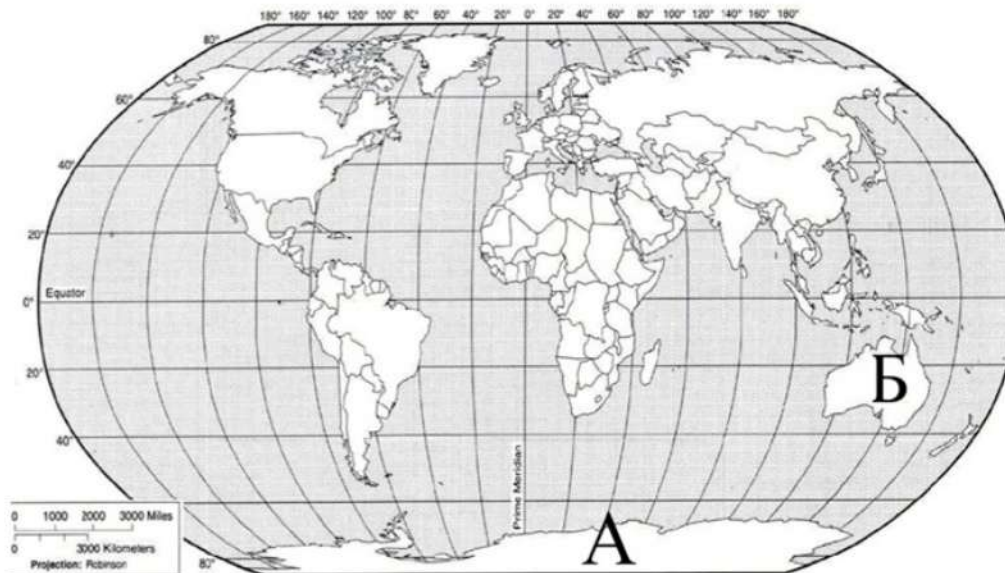 180° 160° 140° 120° 100° 80° 60° 40° 20° 0° 20° 40° 60° 80° 100° 120° 140° 160° 180°
80°
60°
40°
20°
Equator
0°
20°
Б
40°
Prime Meridian
А
0 1000 2000 3000 Miles
0 3000 Kilometers
Projection: Robinson
80°